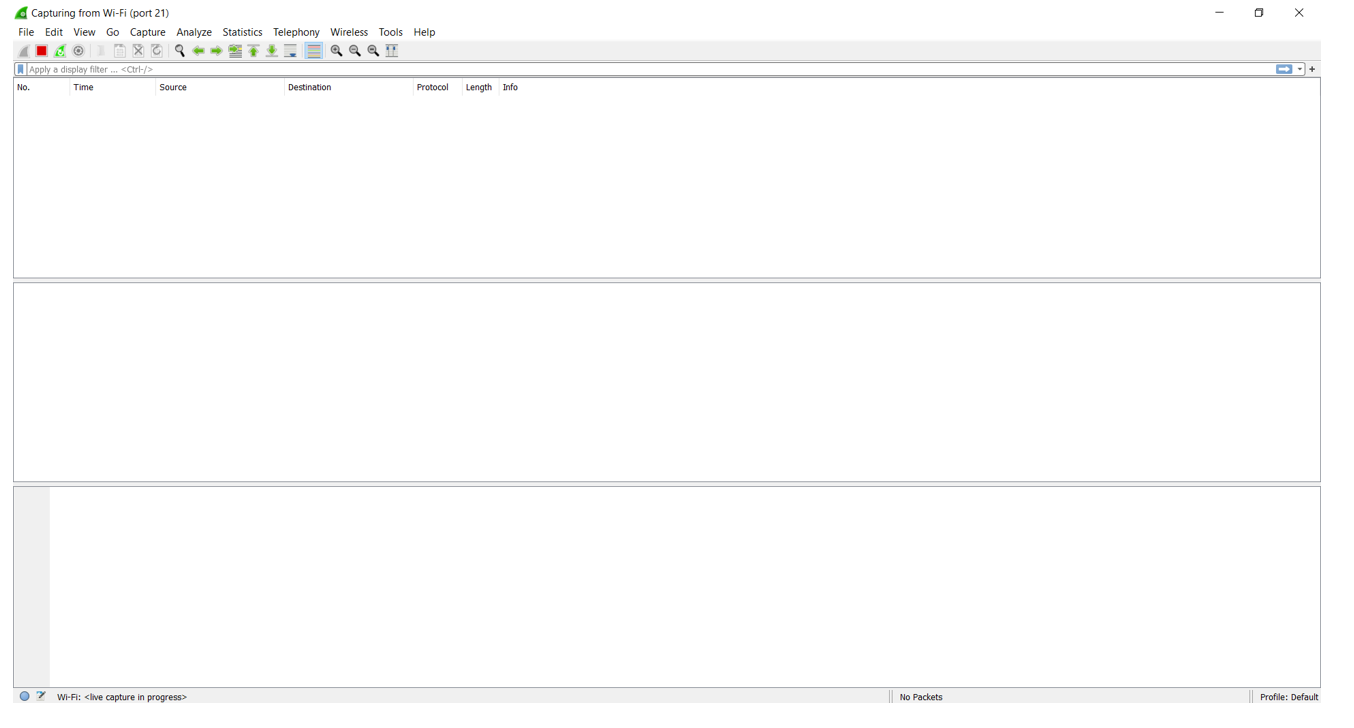 Capturing from Wi-Fi (port 21)
File Edit View Go Capture Analyze Statistics Telephony Wireless Tools Help
Apply a display filter ... <Ctrl-/>
+
No. Time Source Destination Protocol Length Info
Wi-Fi: <live capture in progress> No Packets Profile: Default